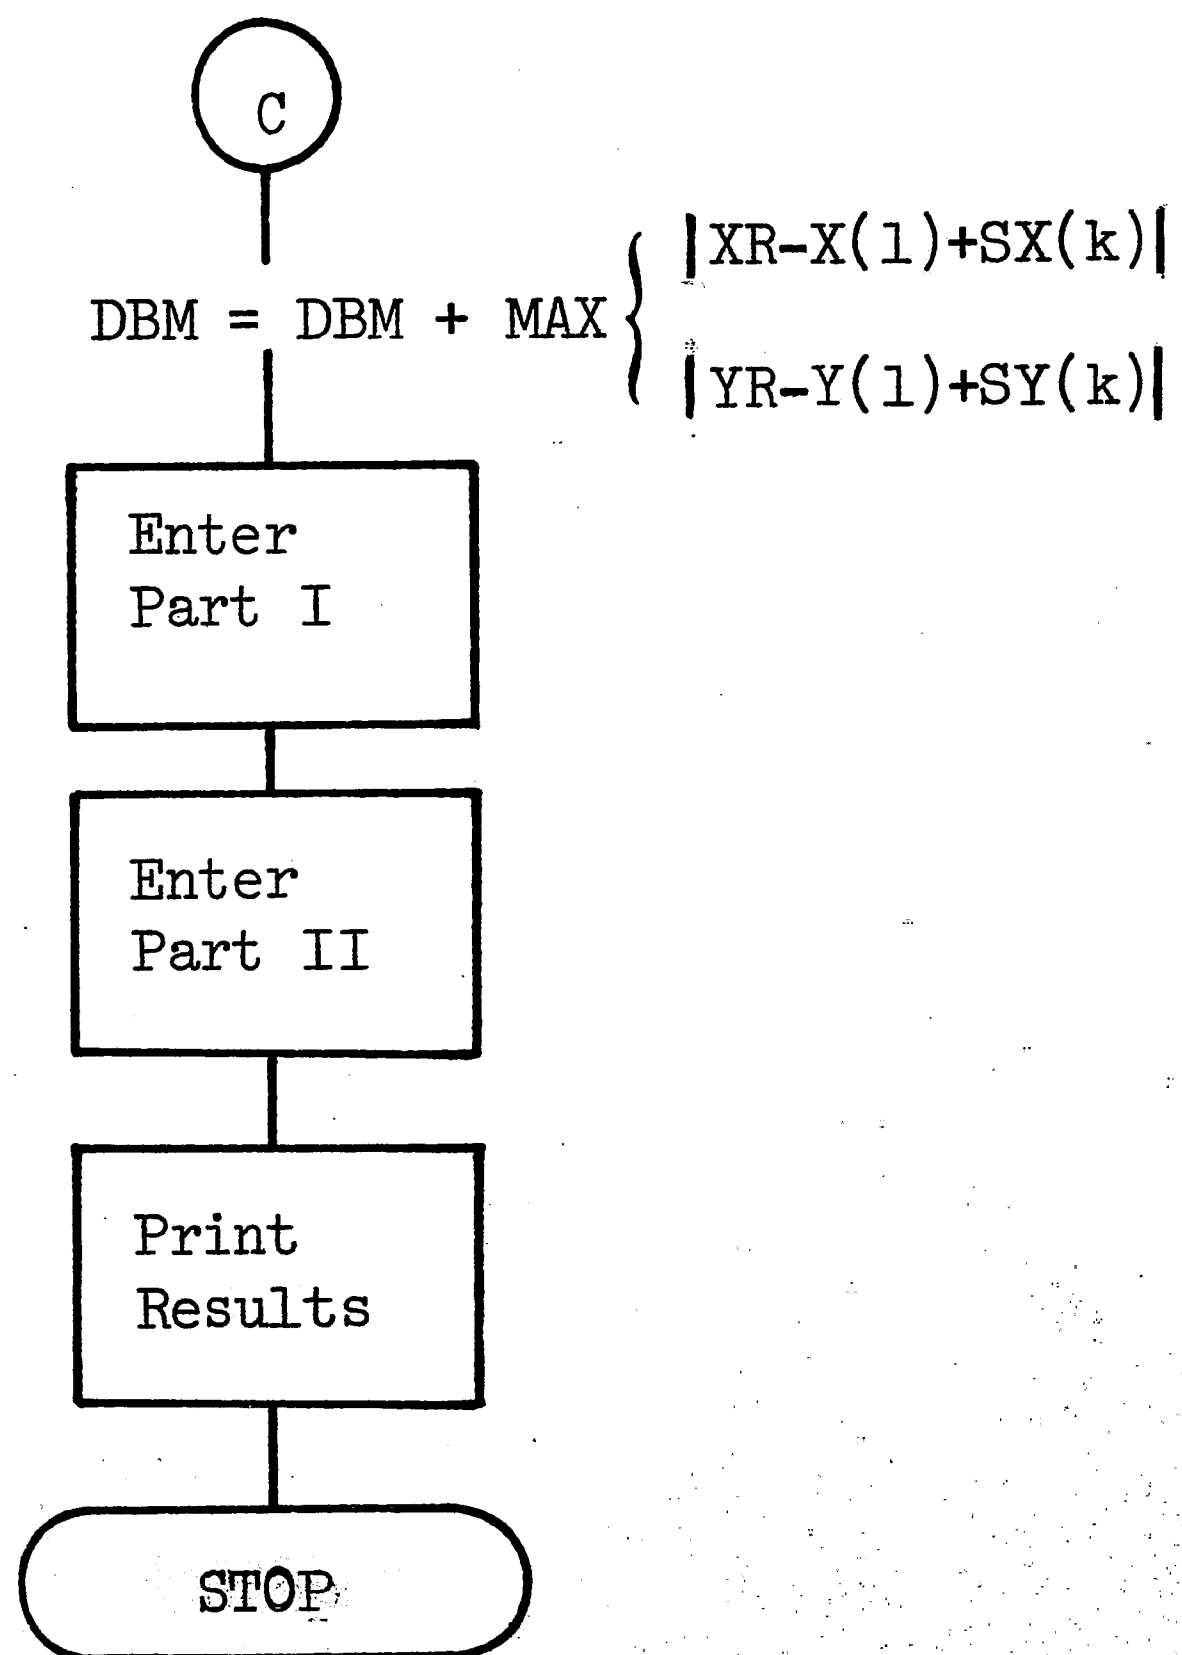 C
|XR-X(1)+SX(k)|
DBM = DBM + MAX {
|YR-Y(1)+SY(k)|
Enter
Part I
Enter
Part II
Print
Results
STOP